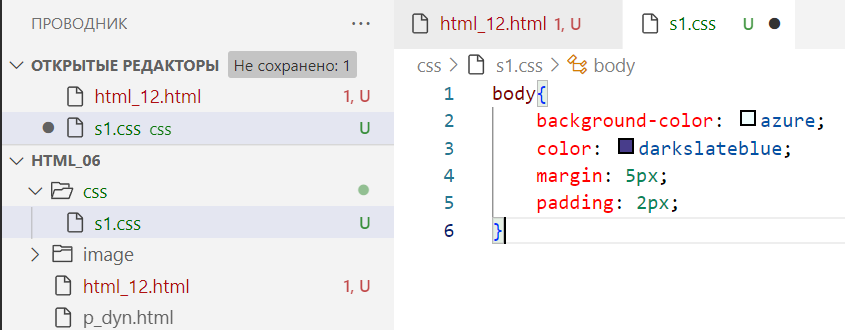 ПРОВОДНИК ···
ОТКРЫТЫЕ РЕДАКТОРЫ Не сохранено: 1
html_12.html 1, U
s1.css css U
HTML_06
css
s1.css U
image
html_12.html 1, U
p_dyn.html
html_12.html 1, U s1.css U
css > s1.css > body
1 body{
2 background-color: azure;
3 color: darkslateblue;
4 margin: 5px;
5 padding: 2px;
6 }